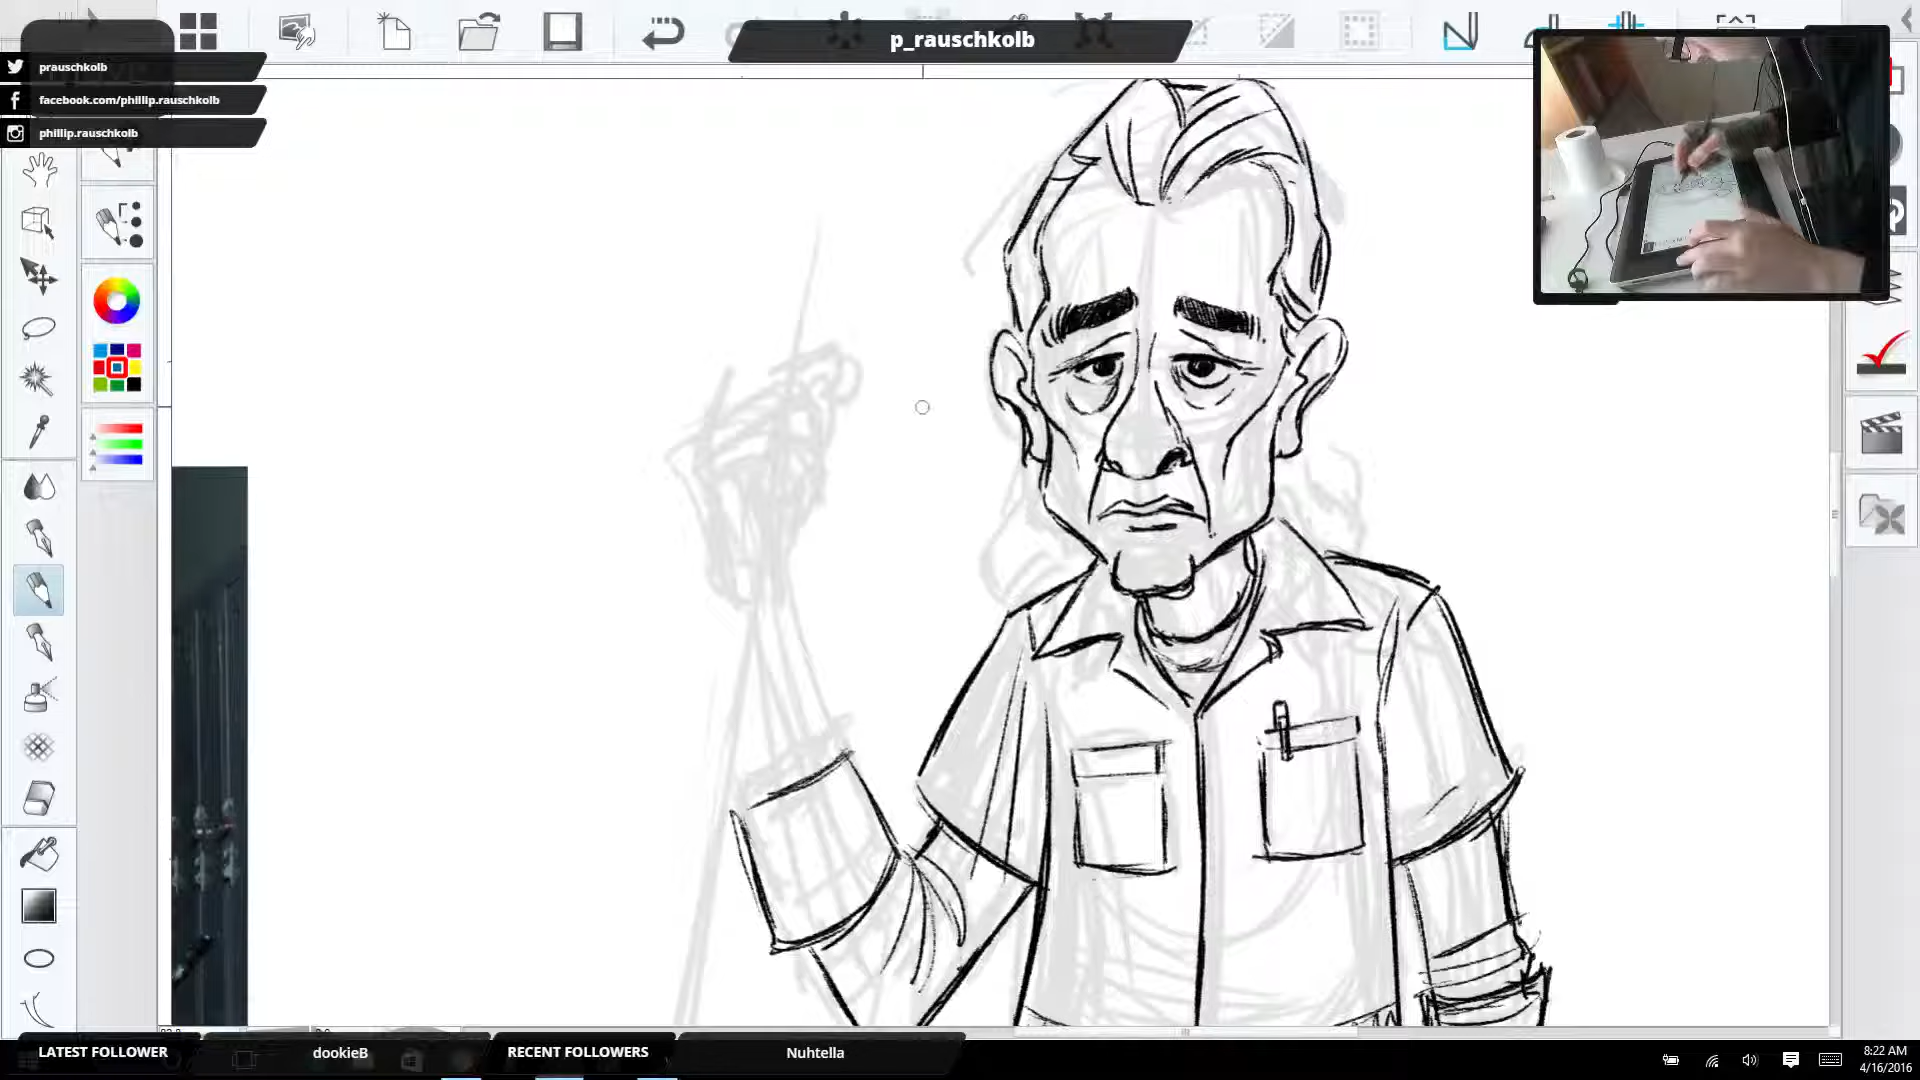 p_rauschkolb
prauschkolb
facebook.com/phillip.rauschkolb
phillip.rauschkolb
LATEST FOLLOWER
dookieB
RECENT FOLLOWERS
Nuhtella
8:22 AM
4/16/2016